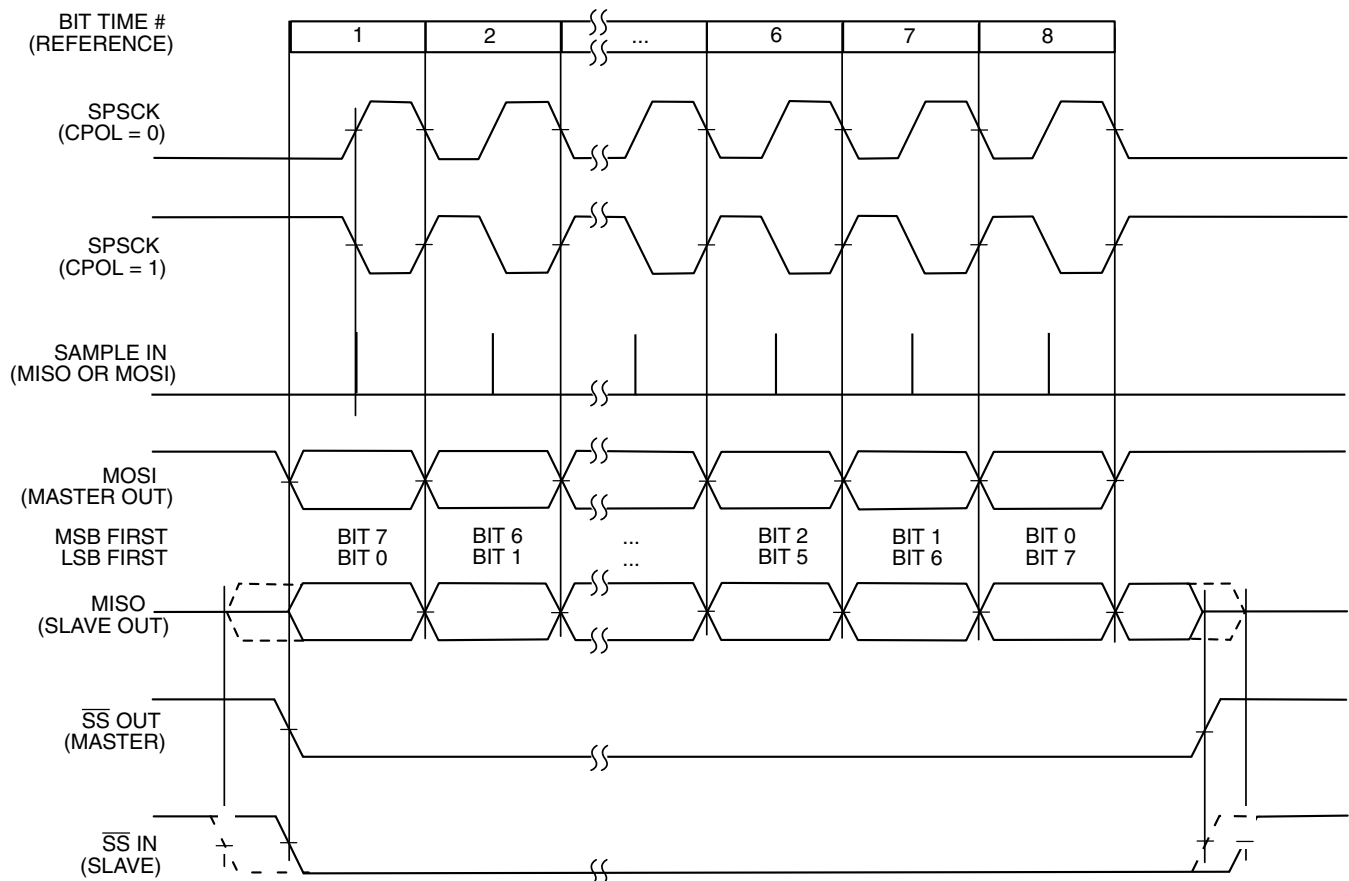 BIT TIME #
(REFERENCE)
1 2 ... 6 7 8
SPSCK
(CPOL = 0)
SPSCK
(CPOL = 1)
SAMPLE IN
(MISO OR MOSI)
MOSI
(MASTER OUT)
MSB FIRST BIT 7 BIT 6 ... BIT 2 BIT 1 BIT 0
LSB FIRST BIT 0 BIT 1 ... BIT 5 BIT 6 BIT 7
MISO
(SLAVE OUT)
S̅S̅ OUT
(MASTER)
S̅S̅ IN
(SLAVE)